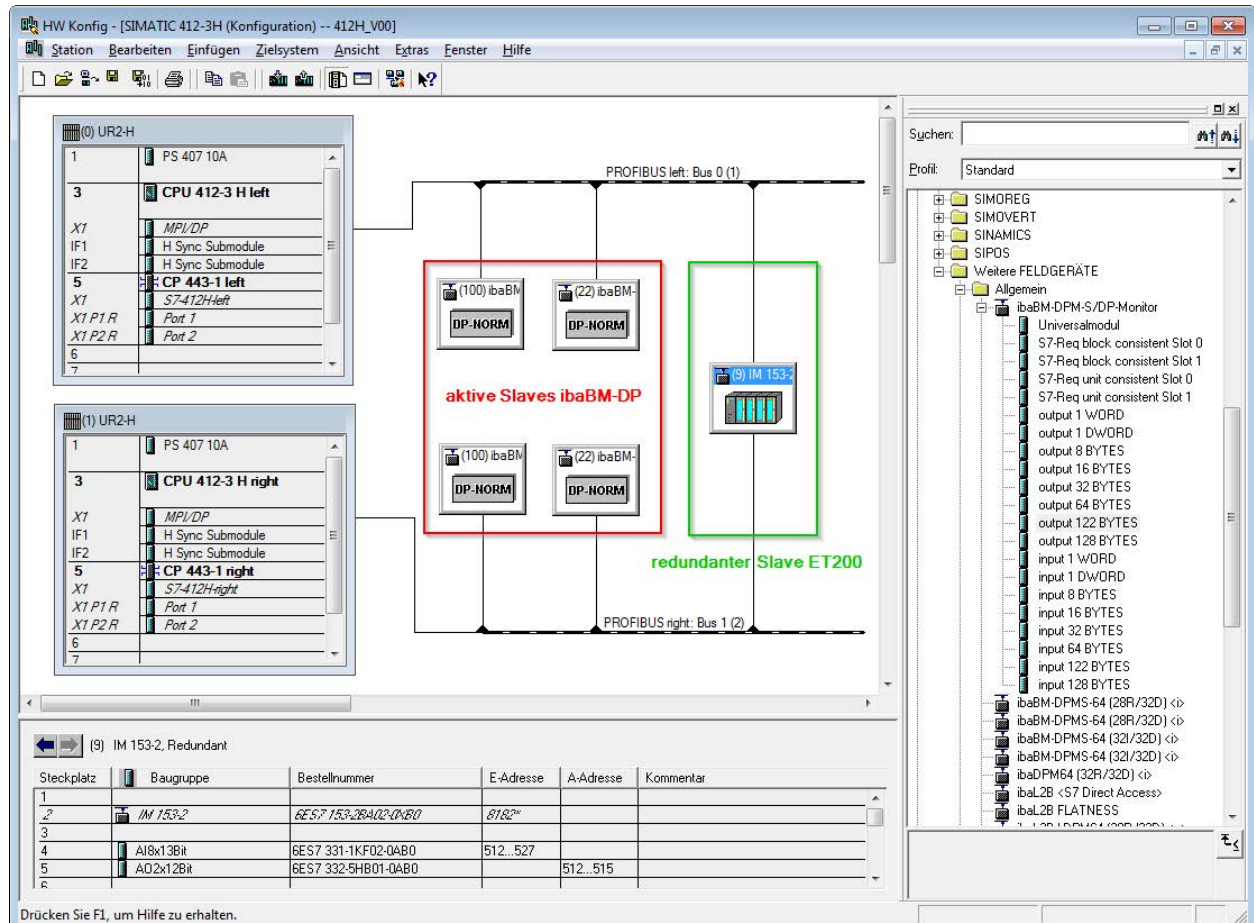 HW Konfig - [SIMATIC 412-3H (Konfiguration) -- 412H_V00]
Station Bearbeiten Einfügen Zielsystem Ansicht Extras Fenster Hilfe
(0) UR2-H
1 PS 407 10A
3 CPU 412-3 H left
X1 MPI/DP
IF1 H Sync Submodule
IF2 H Sync Submodule
5 CP 443-1 left
X1 S7-412H-left
X1 P1 R Port 1
X1 P2 R Port 2
6
7
(1) UR2-H
1 PS 407 10A
3 CPU 412-3 H right
X1 MPI/DP
IF1 H Sync Submodule
IF2 H Sync Submodule
5 CP 443-1 right
X1 S7-412H-right
X1 P1 R Port 1
X1 P2 R Port 2
6
7
PROFIBUS left: Bus 0 (1)
(100) ibaBM
DP-NORM
(22) ibaBM-
DP-NORM
(9) IM 153-2
aktive Slaves ibaBM-DP
(100) ibaBM
DP-NORM
(22) ibaBM-
DP-NORM
redundanter Slave ET200
PROFIBUS right: Bus 1 (2)
Suchen:
Profil: Standard
SIMOREG
SIMOVERT
SINAMICS
SIPOS
Weitere FELDGERÄTE
Allgemein
ibaBM-DPM-S/DP-Monitor
Universalmodul
S7-Req block consistent Slot 0
S7-Req block consistent Slot 1
S7-Req unit consistent Slot 0
S7-Req unit consistent Slot 1
output 1 WORD
output 1 DWORD
output 8 BYTES
output 16 BYTES
output 32 BYTES
output 64 BYTES
output 122 BYTES
output 128 BYTES
input 1 WORD
input 1 DWORD
input 8 BYTES
input 16 BYTES
input 32 BYTES
input 64 BYTES
input 122 BYTES
input 128 BYTES
ibaBM-DPMS-64 (28R/32D) <i>
ibaBM-DPMS-64 (28R/32D) <i>
ibaBM-DPMS-64 (32I/32D) <i>
ibaBM-DPMS-64 (32I/32D) <i>
ibaDPM64 (32R/32D) <i>
ibaL2B <S7 Direct Access>
ibaL2B FLATNESS
(9) IM 153-2, Redundant
Steckplatz Baugruppe Bestellnummer E-Adresse A-Adresse Kommentar
1
2 IM 153-2 6ES7 153-2BA02-0XB0 8182*
3
4 AI8x13Bit 6ES7 331-1KF02-0AB0 512...527
5 AO2x12Bit 6ES7 332-5HB01-0AB0 512...515
6
Drücken Sie F1, um Hilfe zu erhalten.